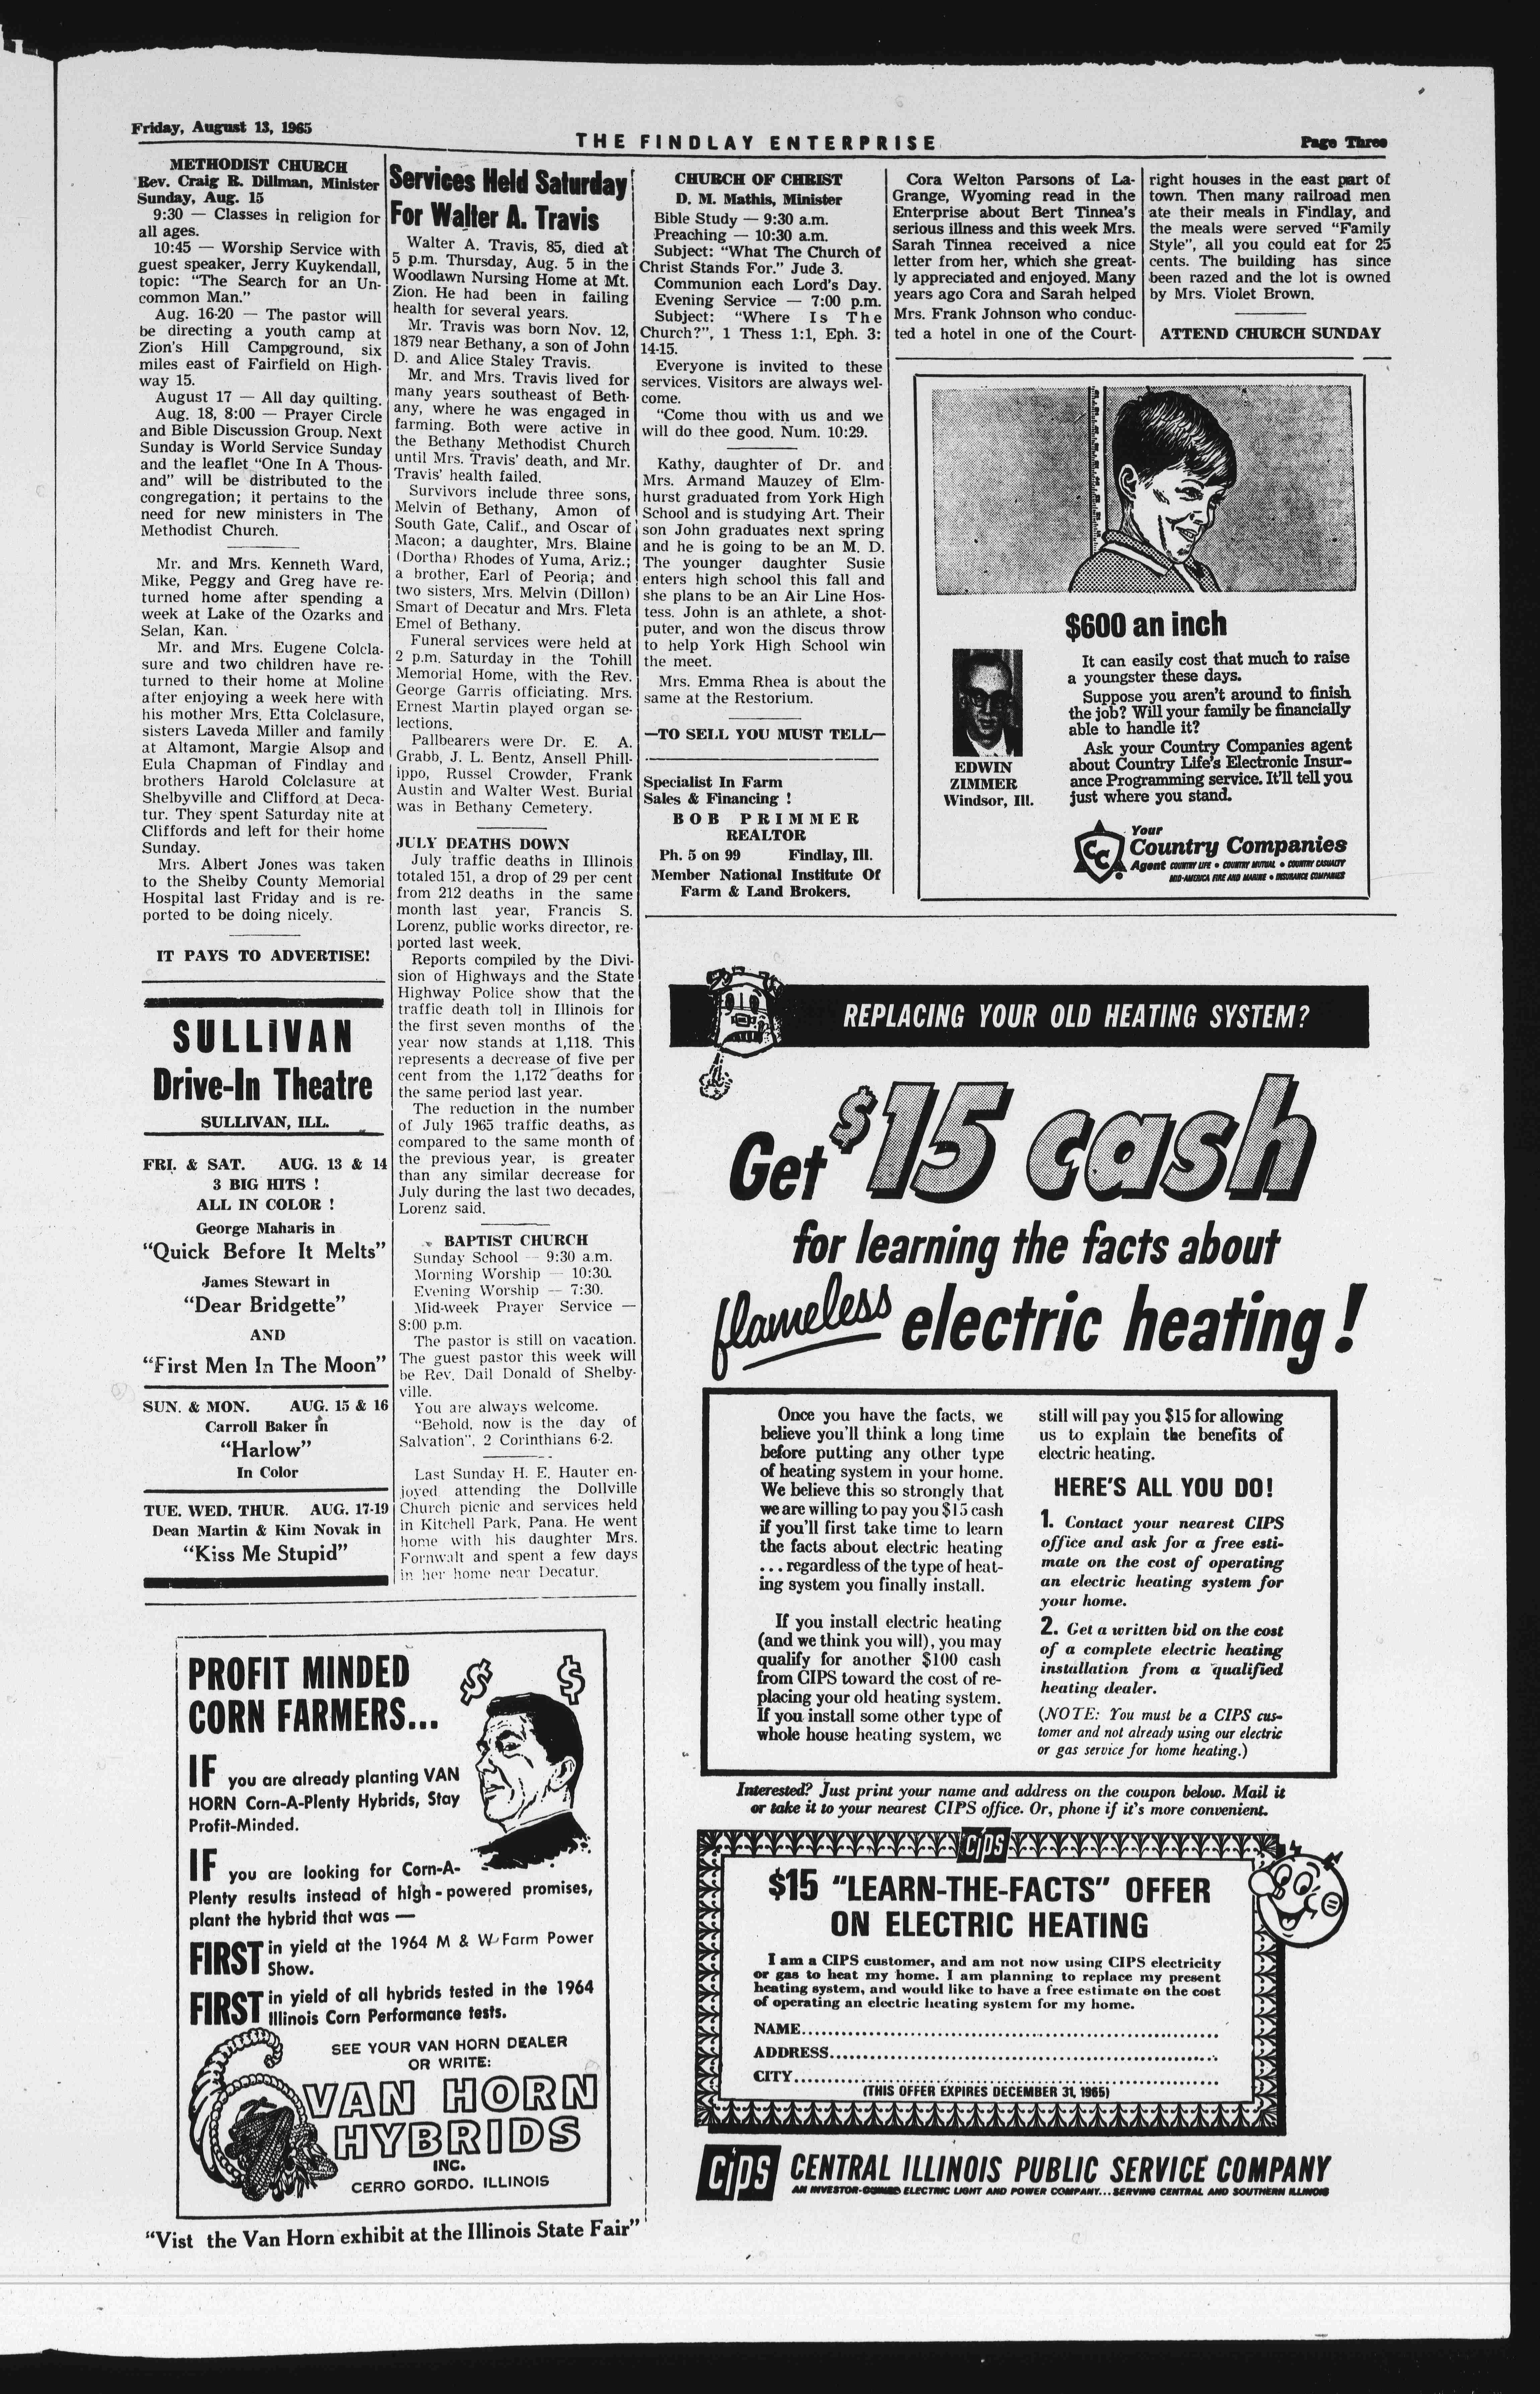 Friday, August 13, 1965
THE FINDLAY ENTERPRISE
Page Three
METHODIST CHURCH
Rev. Craig R. Dillman, Minister
Sunday, Aug. 15
9:30 — Classes in religion for
all ages.
10:45 — Worship Service with
guest speaker, Jerry Kuykendall,
topic: "The Search for an Un-
common Man."
Aug. 16-20 — The pastor will
be directing a youth camp at
Zion's Hill Campground, six
miles east of Fairfield on High-
way 15.
August 17 — All day quilting.
Aug. 18, 8:00 — Prayer Circle
and Bible Discussion Group. Next
Sunday is World Service Sunday
and the leaflet "One In A Thous-
and" will be distributed to the
congregation; it pertains to the
need for new ministers in The
Methodist Church.
Mr. and Mrs. Kenneth Ward,
Mike, Peggy and Greg have re-
turned home after spending a
week at Lake of the Ozarks and
Selan, Kan.
Mr. and Mrs. Eugene Colcla-
sure and two children have re-
turned to their home at Moline
after enjoying a week here with
his mother Mrs. Etta Colclasure,
sisters Laveda Miller and family
at Altamont, Margie Alsop and
Eula Chapman of Findlay and
brothers Harold Colclasure at
Shelbyville and Clifford at Deca-
tur. They spent Saturday nite at
Cliffords and left for their home
Sunday.
Mrs. Albert Jones was taken
to the Shelby County Memorial
Hospital last Friday and is re-
ported to be doing nicely.
IT PAYS TO ADVERTISE!
SULLIVAN
Drive-In Theatre
SULLIVAN, ILL.
FRI. & SAT. AUG. 13 & 14
3 BIG HITS !
ALL IN COLOR !
George Maharis in
"Quick Before It Melts"
James Stewart in
"Dear Bridgette"
AND
"First Men In The Moon"
SUN. & MON. AUG. 15 & 16
Carroll Baker in
"Harlow"
In Color
TUE. WED. THUR. AUG. 17-19
Dean Martin & Kim Novak in
"Kiss Me Stupid"
Services Held Saturday
For Walter A. Travis
Walter A. Travis, 85, died at
5 p.m. Thursday, Aug. 5 in the
Woodlawn Nursing Home at Mt.
Zion. He had been in failing
health for several years.
Mr. Travis was born Nov. 12,
1879 near Bethany, a son of John
D. and Alice Staley Travis.
Mr. and Mrs. Travis lived for
many years southeast of Beth-
any, where he was engaged in
farming. Both were active in
the Bethany Methodist Church
until Mrs. Travis' death, and Mr.
Travis' health failed.
Survivors include three sons,
Melvin of Bethany, Amon of
South Gate, Calif., and Oscar of
Macon; a daughter, Mrs. Blaine
(Dortha) Rhodes of Yuma, Ariz.;
a brother, Earl of Peoria; and
two sisters, Mrs. Melvin (Dillon)
Smart of Decatur and Mrs. Fleta
Emel of Bethany.
Funeral services were held at
2 p.m. Saturday in the Tohill
Memorial Home, with the Rev.
George Garris officiating. Mrs.
Ernest Martin played organ se-
lections.
Pallbearers were Dr. E. A.
Grabb, J. L. Bentz, Ansell Phill-
ippo, Russel Crowder, Frank
Austin and Walter West. Burial
was in Bethany Cemetery.
JULY DEATHS DOWN
July traffic deaths in Illinois
totaled 151, a drop of 29 per cent
from 212 deaths in the same
month last year, Francis S.
Lorenz, public works director, re-
ported last week.
Reports compiled by the Divi-
sion of Highways and the State
Highway Police show that the
traffic death toll in Illinois for
the first seven months of the
year now stands at 1,118. This
represents a decrease of five per
cent from the 1,172 deaths for
the same period last year.
The reduction in the number
of July 1965 traffic deaths, as
compared to the same month of
the previous year, is greater
than any similar decrease for
July during the last two decades,
Lorenz said.
BAPTIST CHURCH
Sunday School — 9:30 a.m.
Morning Worship — 10:30.
Evening Worship — 7:30.
Mid-week Prayer Service —
8:00 p.m.
The pastor is still on vacation.
The guest pastor this week will
be Rev. Dail Donald of Shelby-
ville.
You are always welcome.
"Behold, now is the day of
Salvation", 2 Corinthians 6-2.
Last Sunday H. E. Hauter en-
joyed attending the Dollville
Church picnic and services held
in Kitchell Park, Pana. He went
home with his daughter Mrs.
Fornwalt and spent a few days
in her home near Decatur.
CHURCH OF CHRIST
D. M. Mathis, Minister
Bible Study — 9:30 a.m.
Preaching — 10:30 a.m.
Subject: "What The Church of
Christ Stands For." Jude 3.
Communion each Lord's Day.
Evening Service — 7:00 p.m.
Subject: "Where Is The
Church?", 1 Thess 1:1, Eph. 3:
14-15.
Everyone is invited to these
services. Visitors are always wel-
come.
"Come thou with us and we
will do thee good. Num. 10:29.
Kathy, daughter of Dr. and
Mrs. Armand Mauzey of Elm-
hurst graduated from York High
School and is studying Art. Their
son John graduates next spring
and he is going to be an M. D.
The younger daughter Susie
enters high school this fall and
she plans to be an Air Line Hos-
tess. John is an athlete, a shot-
puter, and won the discus throw
to help York High School win
the meet.
Mrs. Emma Rhea is about the
same at the Restorium.
—TO SELL YOU MUST TELL—
Specialist In Farm
Sales & Financing !
BOB PRIMMER
REALTOR
Ph. 5 on 99 Findlay, Ill.
Member National Institute Of
Farm & Land Brokers.
Cora Welton Parsons of La-
Grange, Wyoming read in the
Enterprise about Bert Tinnea's
serious illness and this week Mrs.
Sarah Tinnea received a nice
letter from her, which she great-
ly appreciated and enjoyed. Many
years ago Cora and Sarah helped
Mrs. Frank Johnson who conduc-
ted a hotel in one of the Court-
right houses in the east part of
town. Then many railroad men
ate their meals in Findlay, and
the meals were served "Family
Style", all you could eat for 25
cents. The building has since
been razed and the lot is owned
by Mrs. Violet Brown.
ATTEND CHURCH SUNDAY
$600 an inch
It can easily cost that much to raise
a youngster these days.
Suppose you aren't around to finish
the job? Will your family be financially
able to handle it?
Ask your Country Companies agent
about Country Life's Electronic Insur-
ance Programming service. It'll tell you
just where you stand.
EDWIN
ZIMMER
Windsor, Ill.
CC
Your
Country Companies
Agent COUNTRY LIFE • COUNTRY MUTUAL • COUNTRY CASUALTY
MID-AMERICA FIRE AND MARINE • INSURANCE COMPANIES
REPLACING YOUR OLD HEATING SYSTEM?
Get $15 cash
for learning the facts about
flameless electric heating!
Once you have the facts, we
believe you'll think a long time
before putting any other type
of heating system in your home.
We believe this so strongly that
we are willing to pay you $15 cash
if you'll first take time to learn
the facts about electric heating
... regardless of the type of heat-
ing system you finally install.
If you install electric heating
(and we think you will), you may
qualify for another $100 cash
from CIPS toward the cost of re-
placing your old heating system.
If you install some other type of
whole house heating system, we
still will pay you $15 for allowing
us to explain the benefits of
electric heating.
HERE'S ALL YOU DO!
1. Contact your nearest CIPS
office and ask for a free esti-
mate on the cost of operating
an electric heating system for
your home.
2. Get a written bid on the cost
of a complete electric heating
installation from a qualified
heating dealer.
(NOTE: You must be a CIPS cus-
tomer and not already using our electric
or gas service for home heating.)
Interested? Just print your name and address on the coupon below. Mail it
or take it to your nearest CIPS office. Or, phone if it's more convenient.
CIPS
$15 "LEARN-THE-FACTS" OFFER
ON ELECTRIC HEATING
I am a CIPS customer, and am not now using CIPS electricity
or gas to heat my home. I am planning to replace my present
heating system, and would like to have a free estimate on the cost
of operating an electric heating system for my home.
NAME
ADDRESS
CITY
(THIS OFFER EXPIRES DECEMBER 31, 1965)
CIPS CENTRAL ILLINOIS PUBLIC SERVICE COMPANY
AN INVESTOR-OWNED ELECTRIC LIGHT AND POWER COMPANY...SERVING CENTRAL AND SOUTHERN ILLINOIS
PROFIT MINDED
CORN FARMERS...
$ $
IF you are already planting VAN
HORN Corn-A-Plenty Hybrids, Stay
Profit-Minded.
IF you are looking for Corn-A-
Plenty results instead of high-powered promises,
plant the hybrid that was —
FIRST in yield at the 1964 M & W Farm Power
Show.
FIRST in yield of all hybrids tested in the 1964
Illinois Corn Performance tests.
SEE YOUR VAN HORN DEALER
OR WRITE:
VAN HORN
HYBRIDS
INC.
CERRO GORDO. ILLINOIS
"Vist the Van Horn exhibit at the Illinois State Fair"